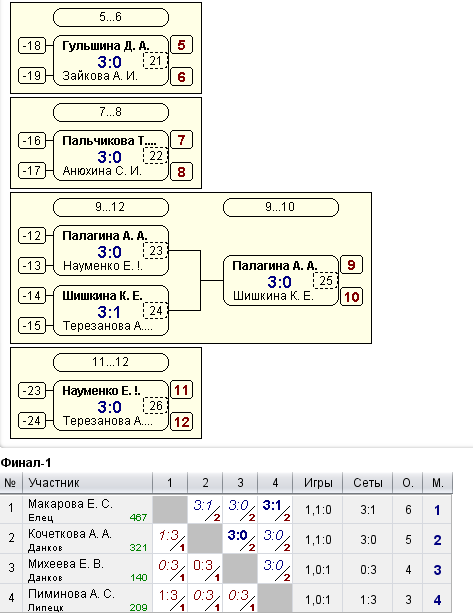 5...6
-18 Гульшина Д. А. 5
3:0 21
-19 Зайкова А. И. 6
7...8
-16 Пальчикова Т.... 7
3:0 22
-17 Анюхина С. И. 8
9...12 9...10
-12 Палагина А. А.
3:0 23
-13 Науменко Е. !.
Палагина А. А. 9
3:0 25
Шишкина К. Е. 10
-14 Шишкина К. Е.
3:1 24
-15 Терезанова А....
11...12
-23 Науменко Е. !. 11
3:0 26
-24 Терезанова А.... 12
Финал-1
№ Участник 1 2 3 4 Игры Сеты О. М.
1 Макарова Е. С. 3:1/2 3:0/2 3:1/2 1,1:0 3:1 6 1
Елец 467
2 Кочеткова А. А. 1:3/1 3:0/2 3:0/2 1,1:0 3:0 5 2
Данков 321
3 Михеева Е. В. 0:3/1 0:3/1 3:0/2 1,0:1 0:3 4 3
Данков 140
4 Пиминова А. С. 1:3/1 0:3/1 0:3/1 1,0:1 1:3 3 4
Липецк 209